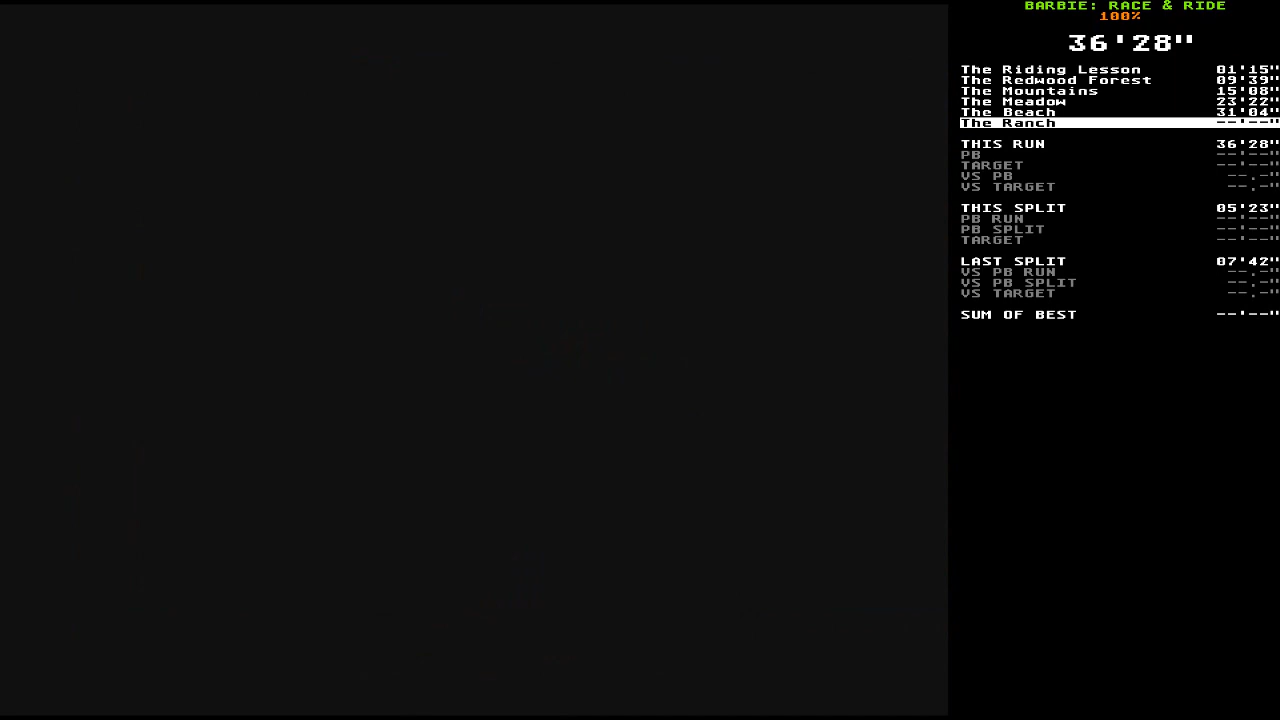 BARBIE: RACE & RIDE
100%
36'28"
The Riding Lesson 01'15"
The Redwood Forest 09'39"
The Mountains 15'08"
The Meadow 23'22"
The Beach 31'04"
The Ranch --'--"
THIS RUN 36'28"
PB --'--"
TARGET --'--"
VS PB --.-"
VS TARGET --.-"
THIS SPLIT 05'23"
PB RUN --'--"
PB SPLIT --'--"
TARGET --'--"
LAST SPLIT 07'42"
VS PB RUN --.-"
VS PB SPLIT --.-"
VS TARGET --.-"
SUM OF BEST --'--"